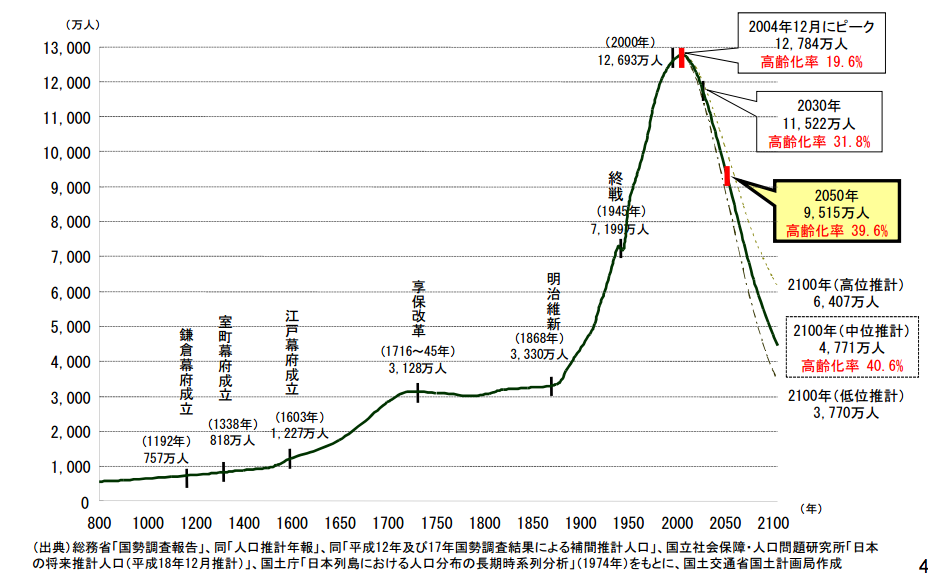 （万人）
13,000
12,000
11,000
10,000
9,000
8,000
7,000
6,000
5,000
4,000
3,000
2,000
1,000
0
800
1000
1200
1400
1600
1650
1700
1750
1800
1850
1900
1950
2000
2050
2100
（年）
鎌倉幕府成立
（1192年）
757万人
室町幕府成立
（1338年）
818万人
江戸幕府成立
（1603年）
1,227万人
享保改革
（1716～45年）
3,128万人
明治維新
（1868年）
3,330万人
終戦
（1945年）
7,199万人
（2000年）
12,693万人
2004年12月にピーク
12,784万人
高齢化率 19.6%
2030年
11,522万人
高齢化率 31.8%
2050年
9,515万人
高齢化率 39.6%
2100年（高位推計）
6,407万人
2100年（中位推計）
4,771万人
高齢化率 40.6%
2100年（低位推計）
3,770万人
（出典）総務省「国勢調査報告」、同「人口推計年報」、同「平成12年及び17年国勢調査結果による補間推計人口」、国立社会保障・人口問題研究所「日本
の将来推計人口（平成18年12月推計）」、国土庁「日本列島における人口分布の長期時系列分析」（1974年）をもとに、国土交通省国土計画局作成
4